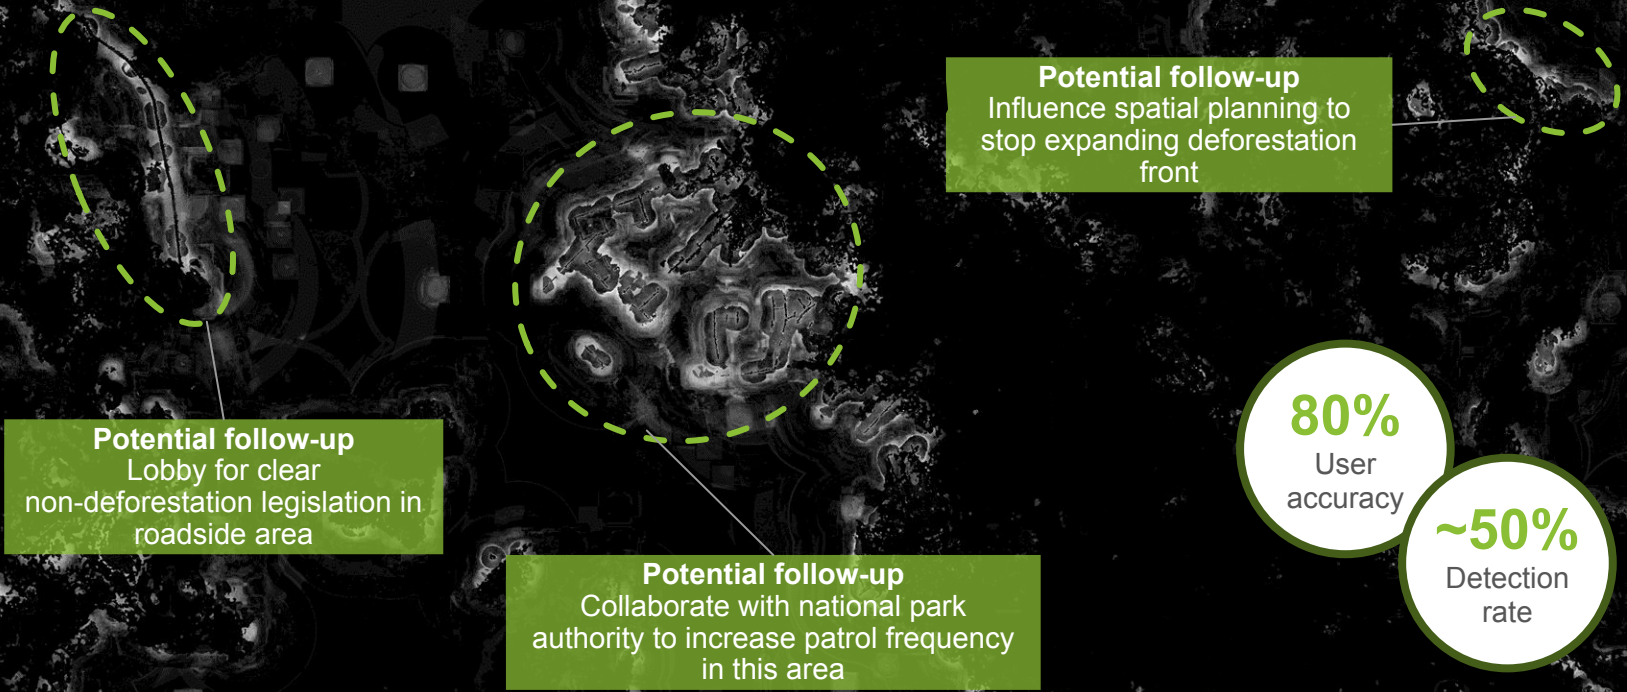 Potential follow-up
Influence spatial planning to
stop expanding deforestation
front
Potential follow-up
Lobby for clear
non-deforestation legislation in
roadside area
Potential follow-up
Collaborate with national park
authority to increase patrol frequency
in this area
80%
User
accuracy
~50%
Detection
rate